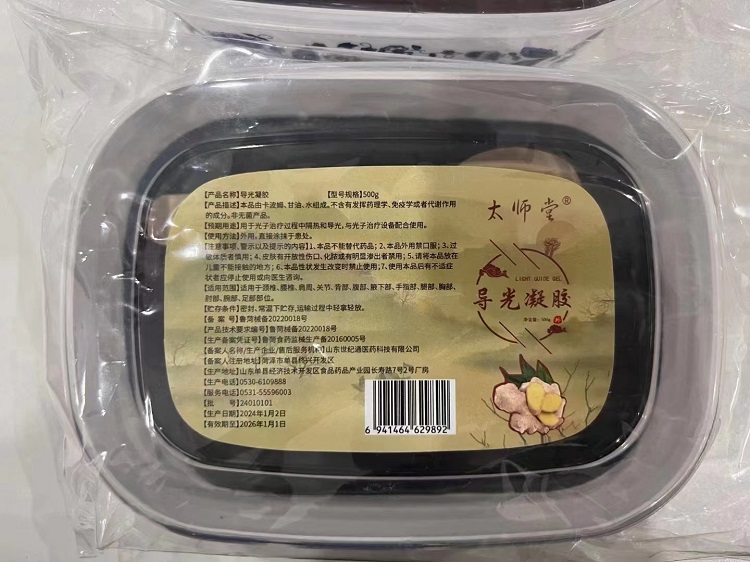 【产品名称】导光凝胶 【型号规格】500g
【产品描述】本品由卡波姆、甘油、水组成。不含有发挥药理学、免疫学或者代谢作用
的成分。非无菌产品。
【预期用途】用于光子治疗过程中隔热和导光，与光子治疗设备配合使用。
【使用方法】外用，直接涂抹于患处。
【注意事项、警示以及提示的内容】1、本品不能替代药品；2、本品外用禁口服；3、过
敏体质者慎用；4、皮肤有开放性伤口、化脓或有明显渗出者禁用；5、请将本品放在
儿童不能接触的地方；6、本品性状发生改变时禁止使用；7、使用本品后有不适症
状者应停止使用或向医生咨询。
【适用范围】适用于颈椎、腰椎、肩周、关节、背部、腹部、腋下部、手指部、腿部、胸部、
肘部、胸部、足部部位。
【贮存条件】密封、常温下贮存，运输过程中轻拿轻放。
【备 案 号】鲁菏械备20220018号
【产品技术要求编号】鲁菏械备20220018号
【生产备案凭证号】鲁菏食药监械生产备20160005号
【备案人名称/生产企业/售后服务机构】山东世纪通医药科技有限公司
【备案人注册地址】菏泽市单县科兴开发区
【生产地址】山东单县经济技术开发区食品药品产业园长寿路7号2号厂房
【生产电话】0530-6109888
【服务电话】0531-55596003
【批 号】24010101
【生产日期】2024年1月2日
【有效期至】2026年1月1日
6 941464 629892
太师堂®
LIGHT GUIDE GEL
导光凝胶
净含量：500g